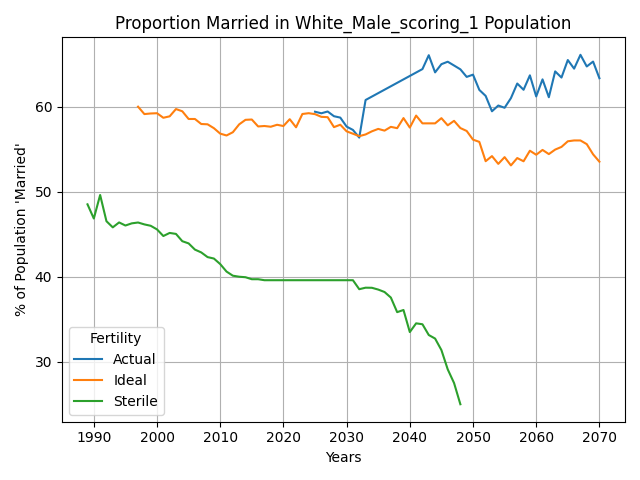 Proportion Married in White_Male_scoring_1 Population
% of Population 'Married'
60
50
40
30
Fertility
Actual
Ideal
Sterile
1990 2000 2010 2020 2030 2040 2050 2060 2070
Years